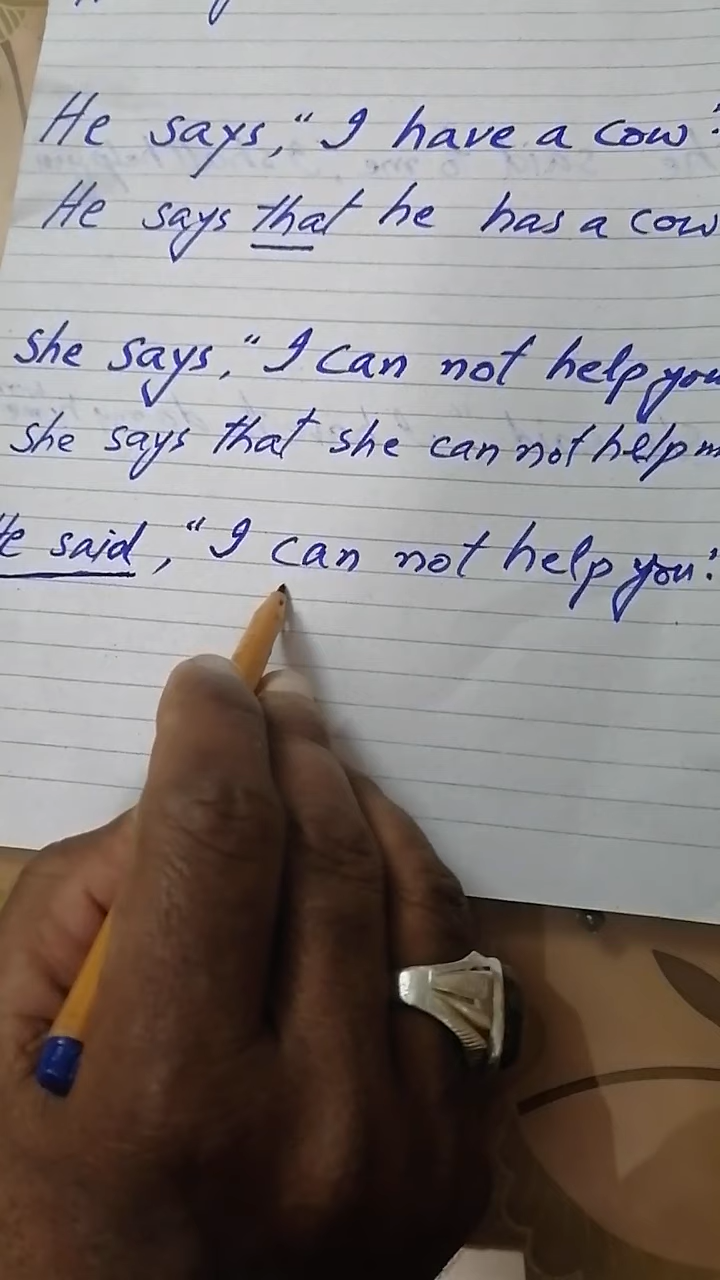 He says, "I have a cow"
He says that he has a cow
She says, "I can not help you
She says that she can not help m
He said, "I can not help you."